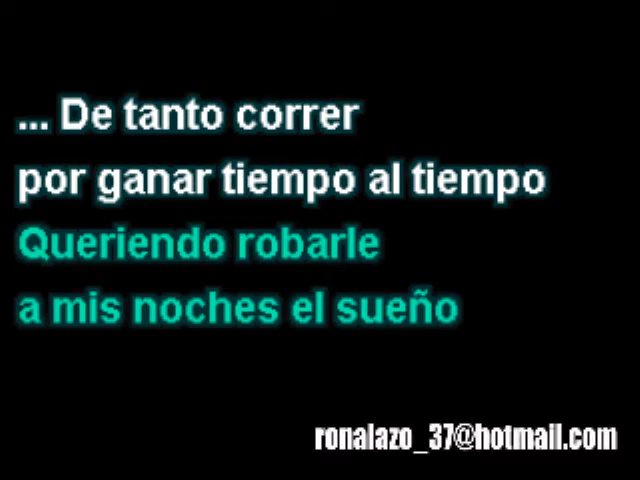 ... De tanto correr
por ganar tiempo al tiempo
Queriendo robarle
a mis noches el sueño
ronalazo_37@hotmail.com